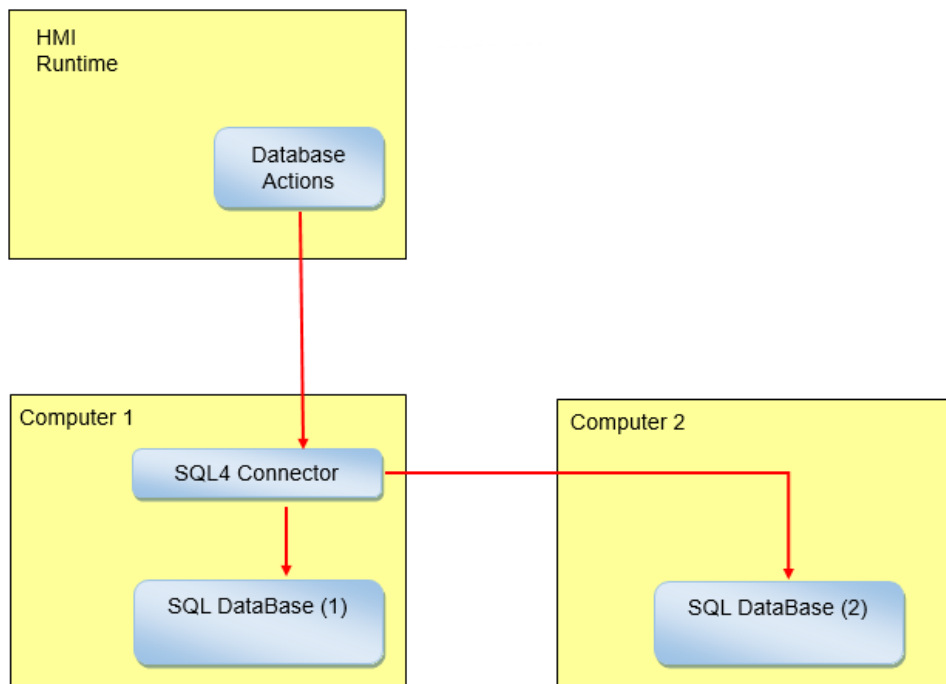 HMI
Runtime
Database
Actions
Computer 1
SQL4 Connector
SQL DataBase (1)
Computer 2
SQL DataBase (2)